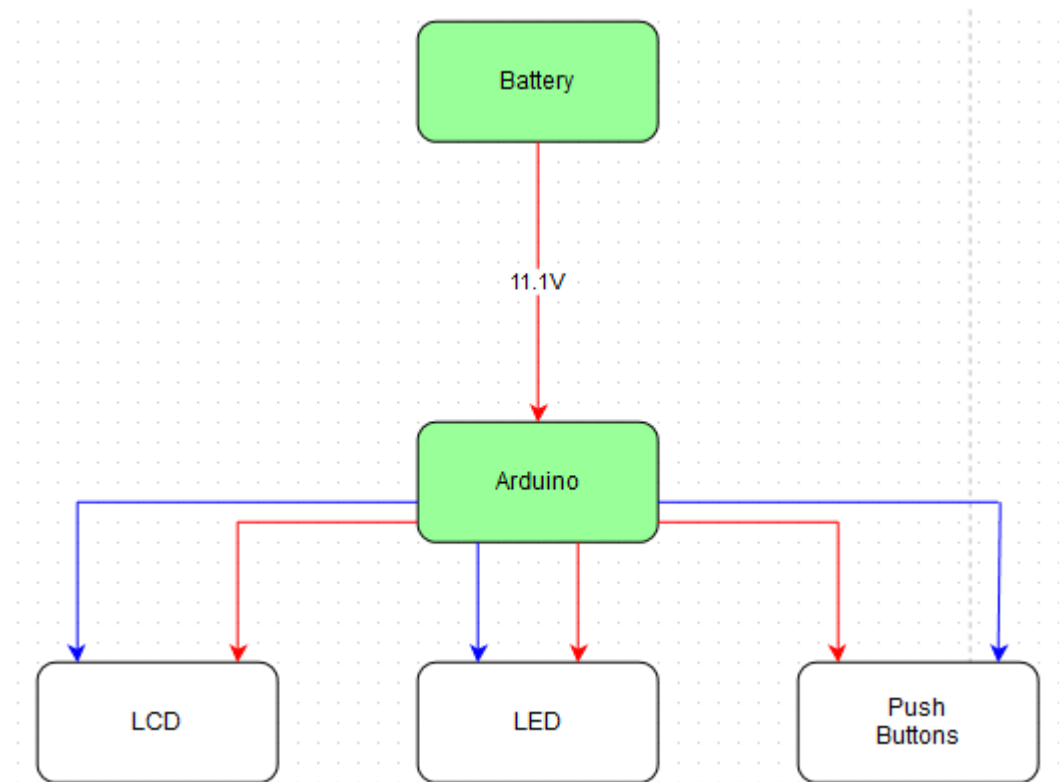 Battery
11.1V
Arduino
LCD
LED
Push
Buttons